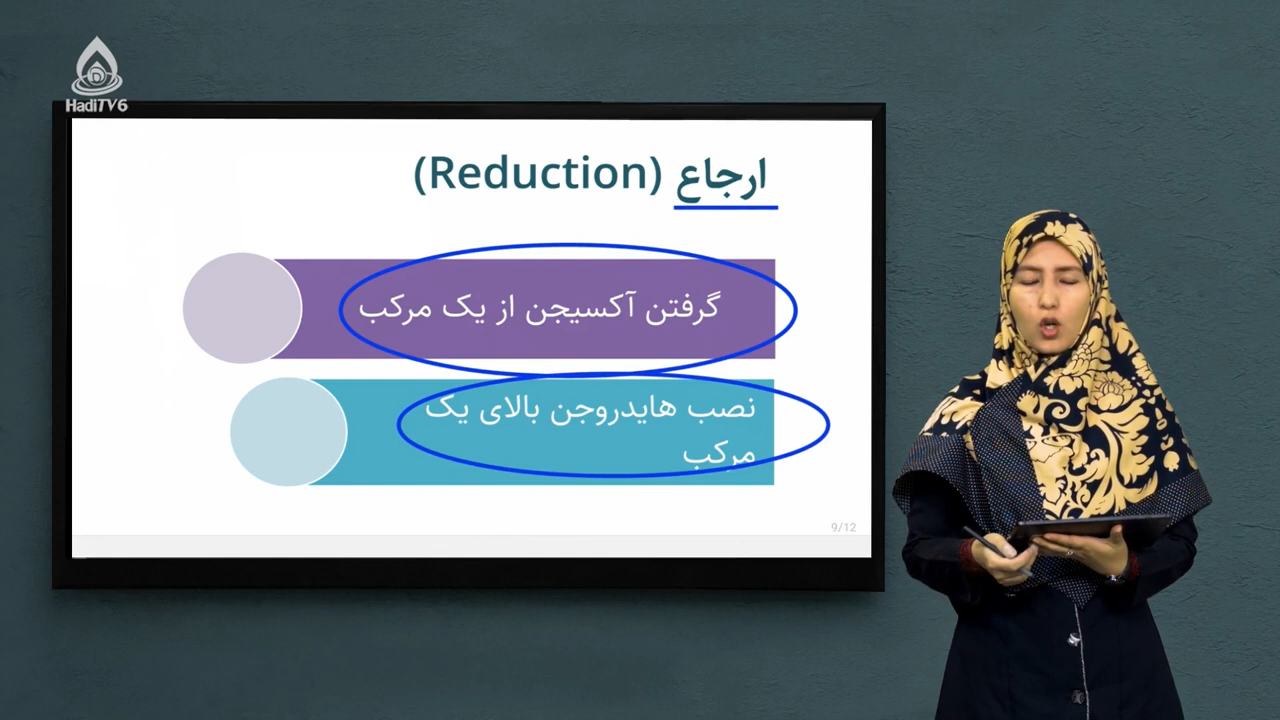 HadiTV6
ارجاع (Reduction)
گرفتن آکسیجن از یک مرکب
نصب هایدروجن بالای یک
مرکب
9/12